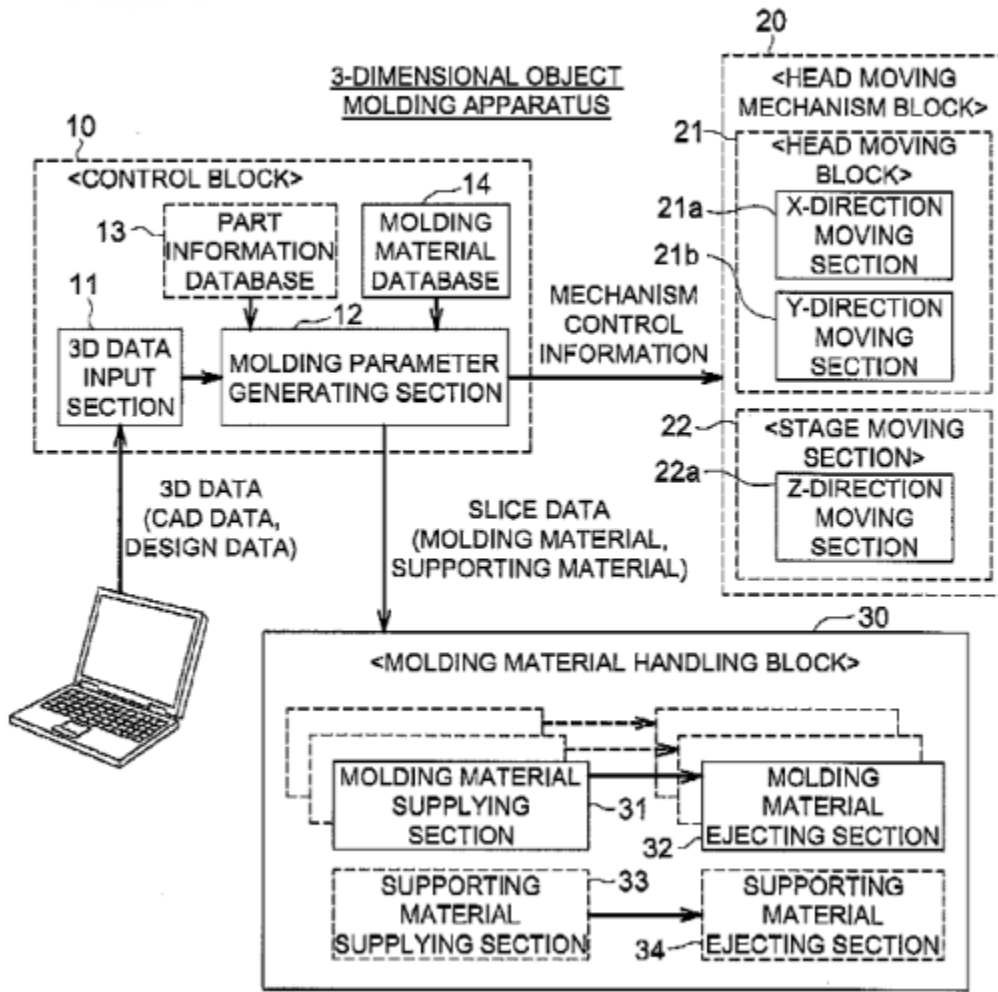 3-DIMENSIONAL OBJECT
MOLDING APPARATUS
10
<CONTROL BLOCK>
13
PART
INFORMATION
DATABASE
14
MOLDING
MATERIAL
DATABASE
11
3D DATA
INPUT
SECTION
12
MOLDING PARAMETER
GENERATING SECTION
MECHANISM
CONTROL
INFORMATION
20
<HEAD MOVING
MECHANISM BLOCK>
21
<HEAD MOVING
BLOCK>
21a
X-DIRECTION
MOVING
SECTION
21b
Y-DIRECTION
MOVING
SECTION
22
<STAGE MOVING
SECTION>
22a
Z-DIRECTION
MOVING
SECTION
3D DATA
(CAD DATA,
DESIGN DATA)
SLICE DATA
(MOLDING MATERIAL,
SUPPORTING MATERIAL)
30
<MOLDING MATERIAL HANDLING BLOCK>
MOLDING MATERIAL
SUPPLYING
SECTION
31
MOLDING
MATERIAL
EJECTING SECTION
32
SUPPORTING
MATERIAL
SUPPLYING SECTION
33
SUPPORTING
MATERIAL
EJECTING SECTION
34